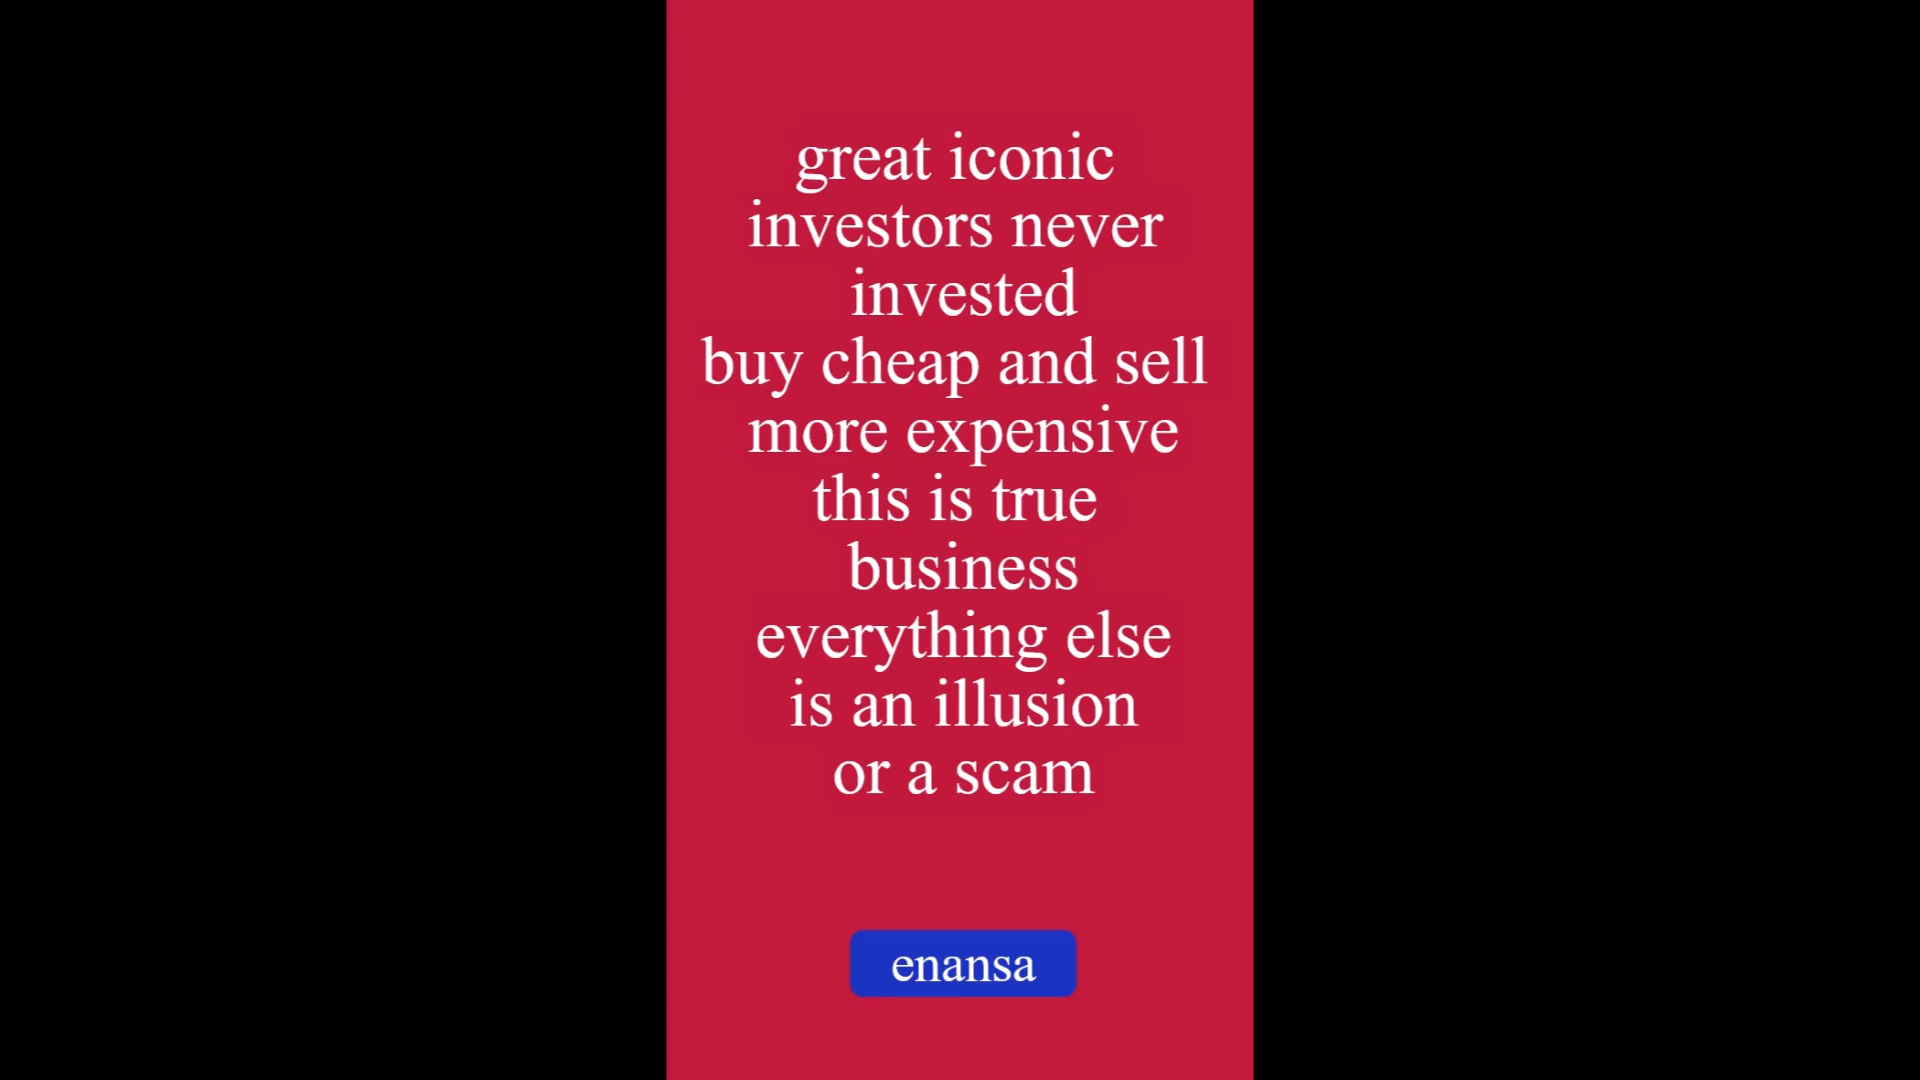 great iconic
investors never
invested
buy cheap and sell
more expensive
this is true
business
everything else
is an illusion
or a scam
enansa